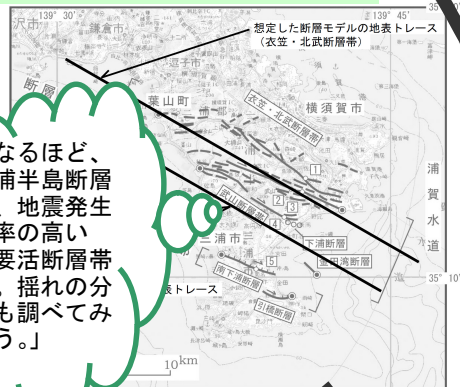 139° 30'
139° 45'
35°
沢市
鎌倉市
想定した断層モデルの地表トレース
（衣笠・北武断層帯）
逗子市
断層
葉山町
横須賀市
衣笠・北武断層帯
なるほど、
浦半島断層
、地震発生
率の高い
要活断層帯
。揺れの分
も調べてみ
う。」
1
2
3
4
5
武山断層帯
浦賀水道
三浦市
下浦断層
金田湾断層
南下浦断層
引橋断層
表トレース
35° 10'
10km